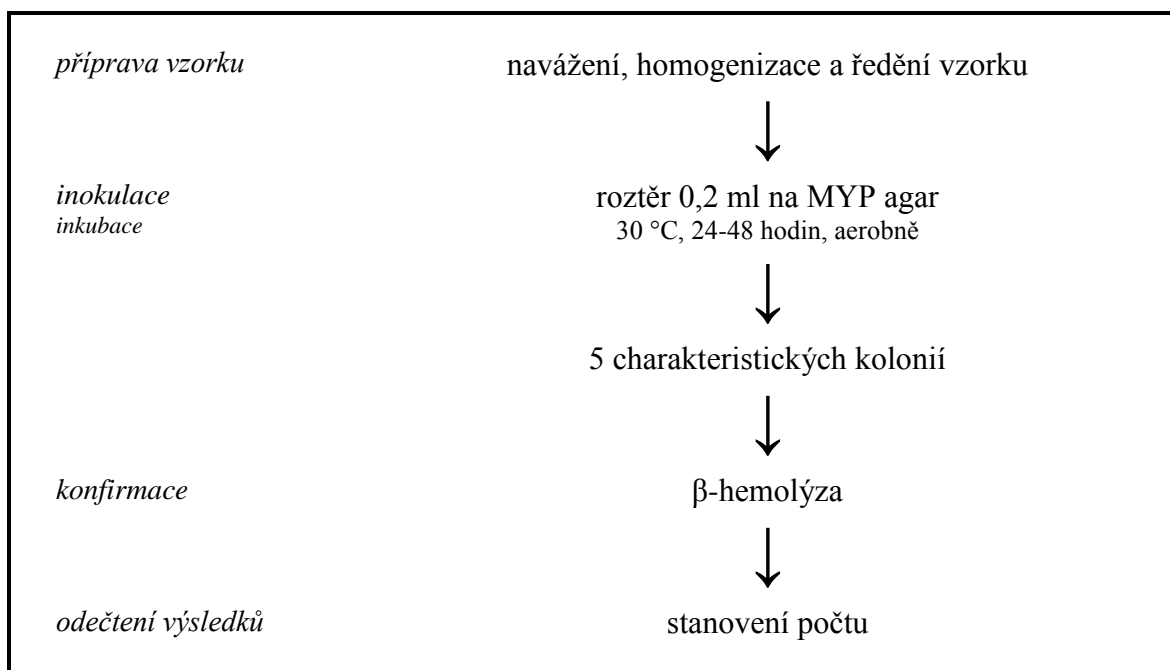 příprava vzorku
navážení, homogenizace a ředění vzorku
inokulace
inkubace
roztěr 0,2 ml na MYP agar
30 °C, 24-48 hodin, aerobně
5 charakteristických kolonií
konfirmace
β-hemolýza
odečtení výsledků
stanovení počtu